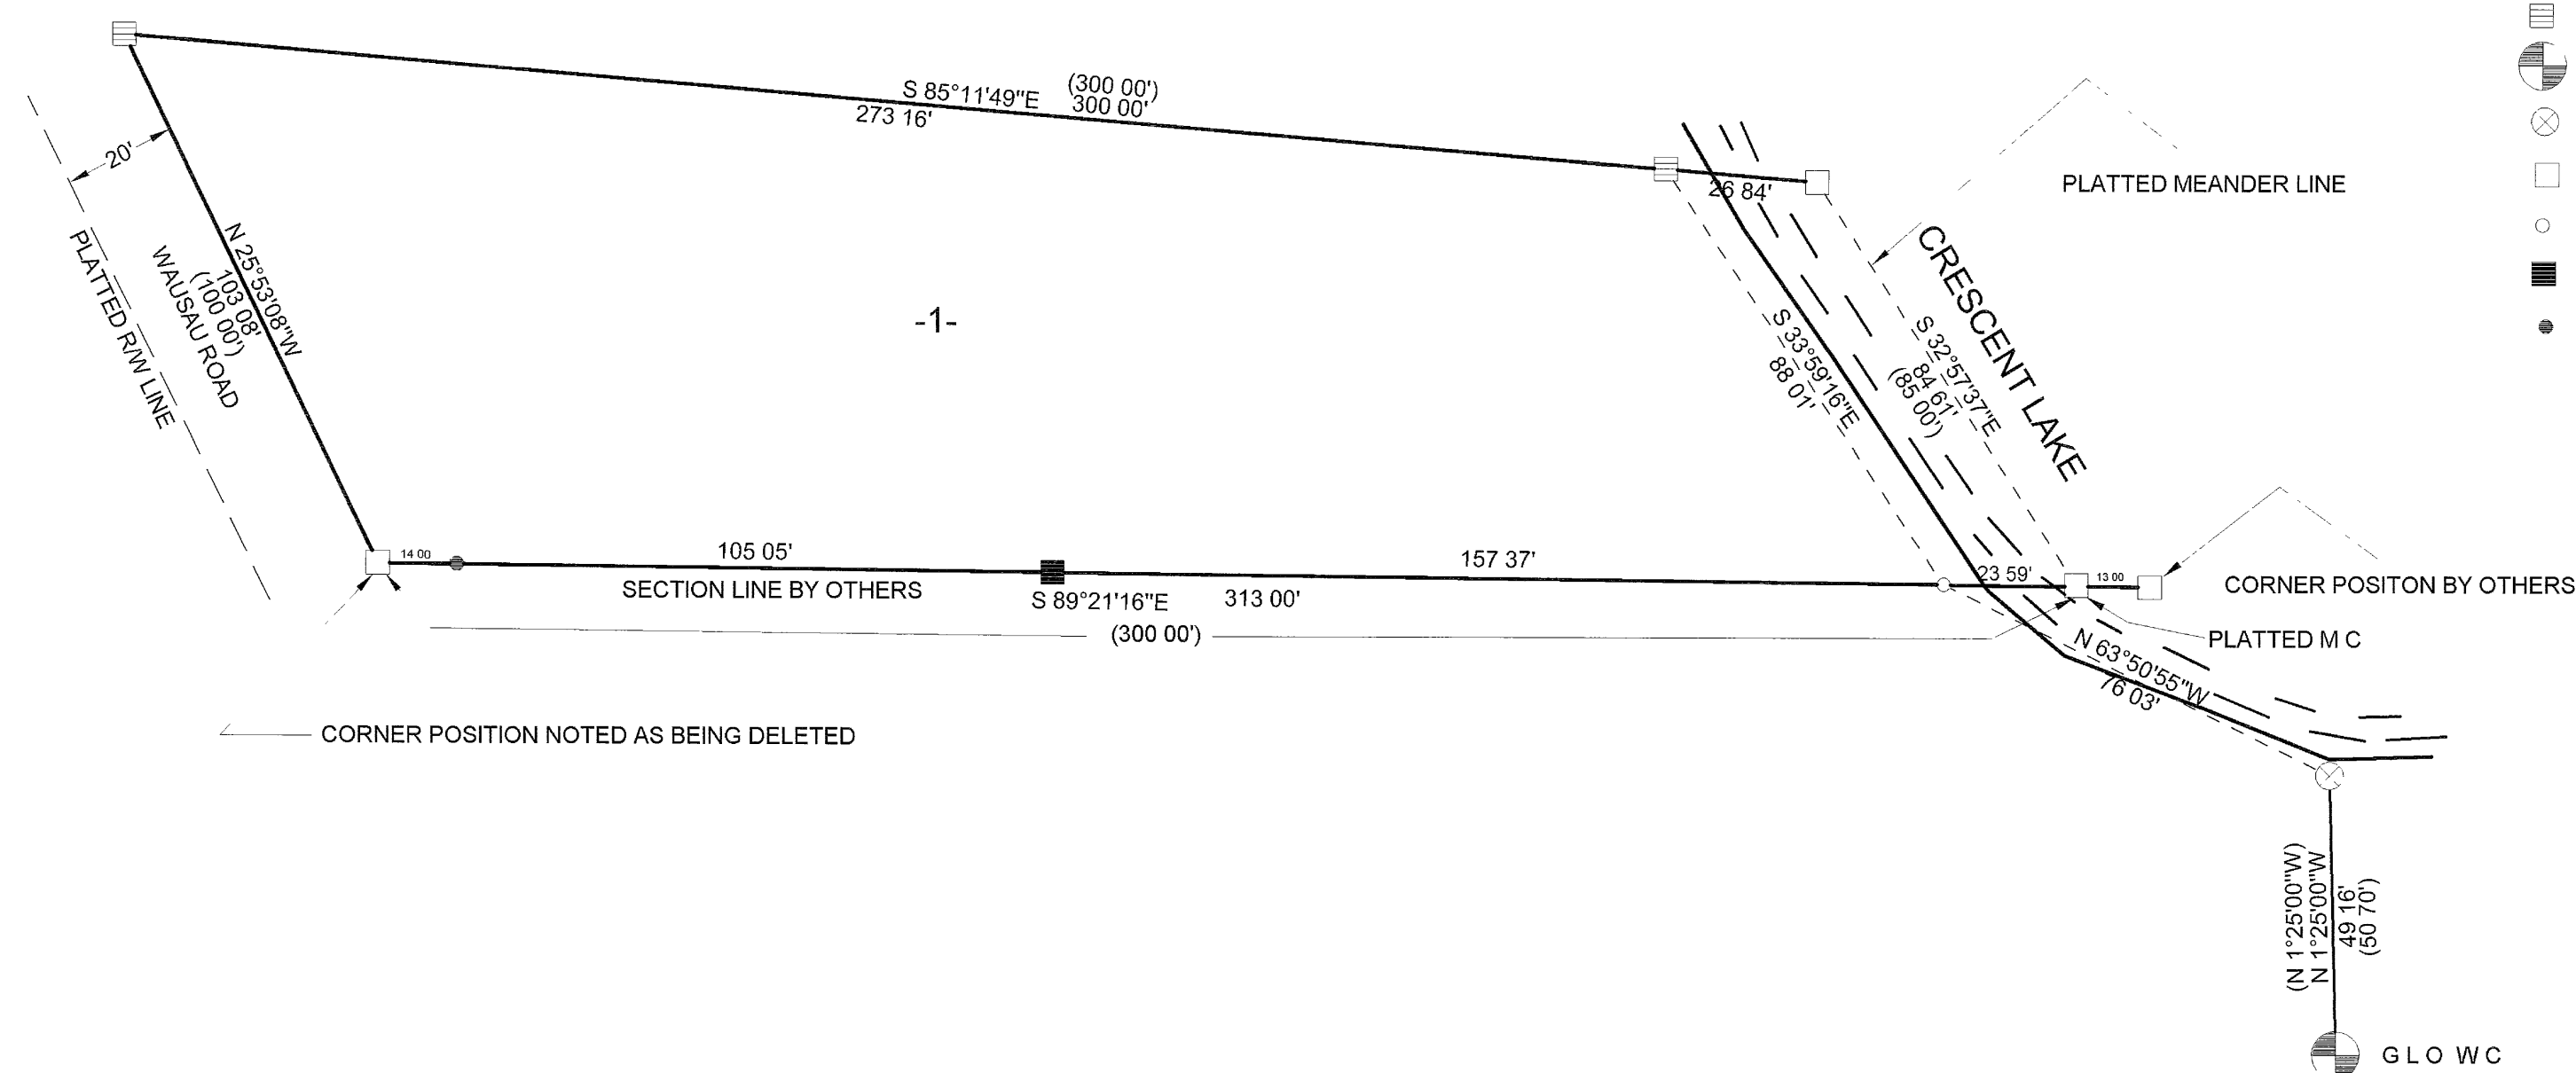 S 85°11'49"E
(300 00')
300 00'
273 16'
26 84'
20'
PLATTED MEANDER LINE
CRESCENT LAKE
N 25°53'08"W
103 08'
(100 00')
WAUSAU ROAD
PLATTED R/W LINE
-1-
S 33°59'16"E
88 01'
S 32°57'37"E
84 61'
(85 00')
14 00
105 05'
157 37'
23 59'
13 00
SECTION LINE BY OTHERS
S 89°21'16"E
313 00'
(300 00')
CORNER POSITON BY OTHERS
PLATTED M C
N 63°50'55"W
76 03'
CORNER POSITION NOTED AS BEING DELETED
(N 1°25'00"W)
N 1°25'00"W
49 16'
(50 70')
G L O W C